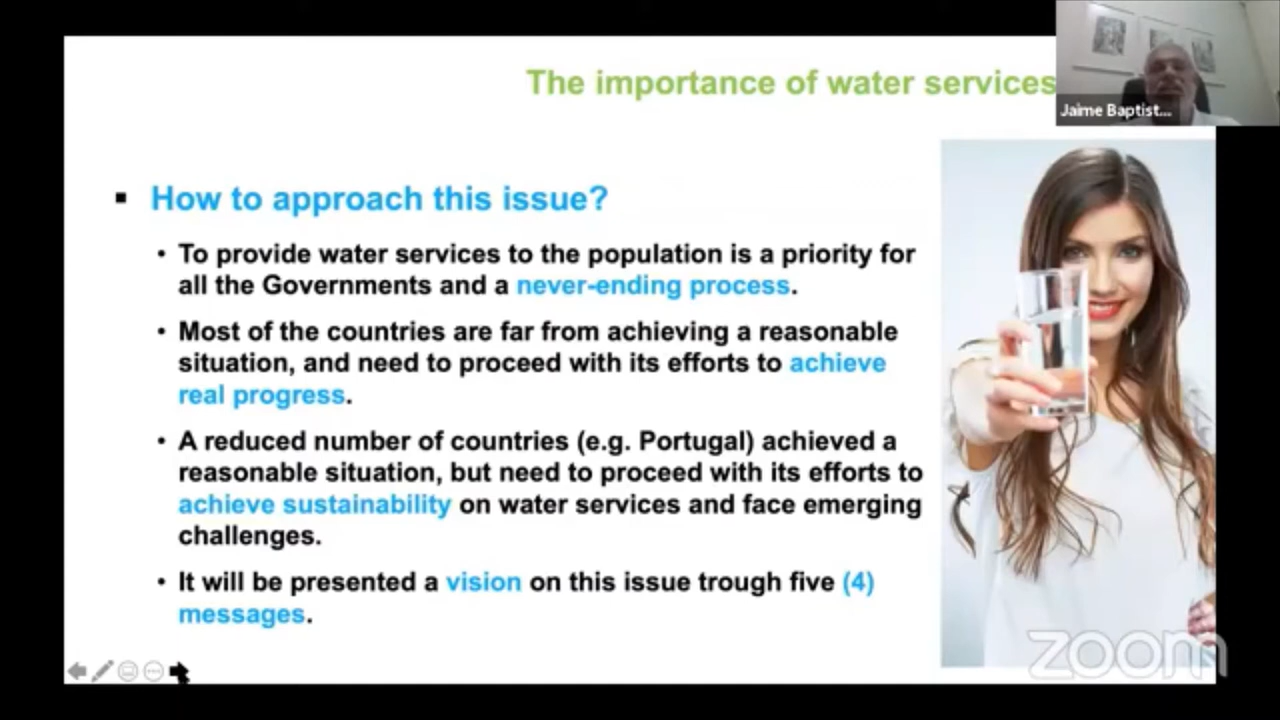 The importance of water services
Jaime Baptist...
How to approach this issue?
• To provide water services to the population is a priority for
all the Governments and a never-ending process.
• Most of the countries are far from achieving a reasonable
situation, and need to proceed with its efforts to achieve
real progress.
• A reduced number of countries (e.g. Portugal) achieved a
reasonable situation, but need to proceed with its efforts to
achieve sustainability on water services and face emerging
challenges.
• It will be presented a vision on this issue trough five (4)
messages.
zoom